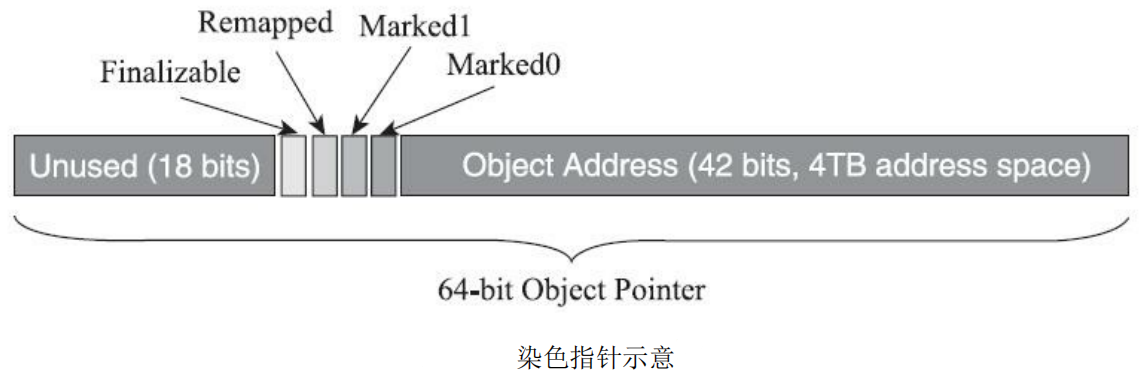 Remapped
Marked1
Finalizable
Marked0
Unused (18 bits)
Object Address (42 bits, 4TB address space)
64-bit Object Pointer
染色指针示意